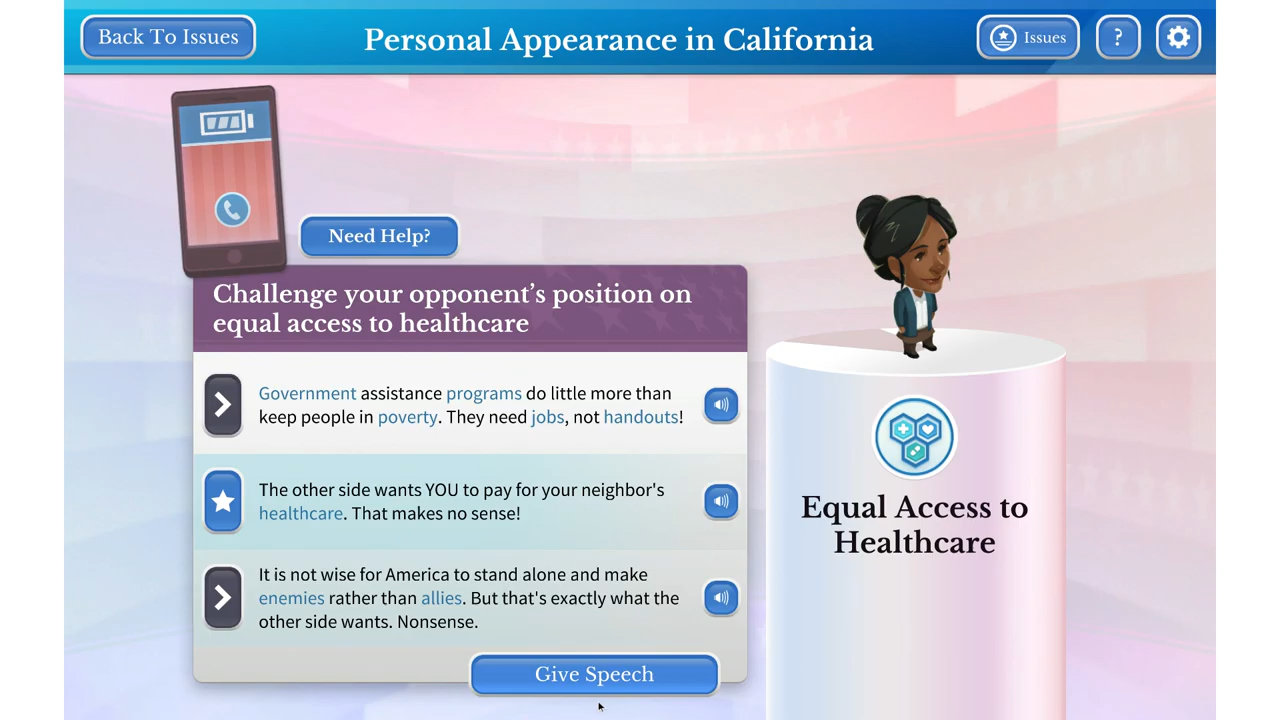 Back To Issues
Personal Appearance in California
Issues
?
Need Help?
Challenge your opponent’s position on
equal access to healthcare
Government assistance programs do little more than
keep people in poverty. They need jobs, not handouts!
The other side wants YOU to pay for your neighbor's
healthcare. That makes no sense!
It is not wise for America to stand alone and make
enemies rather than allies. But that's exactly what the
other side wants. Nonsense.
Give Speech
Equal Access to
Healthcare